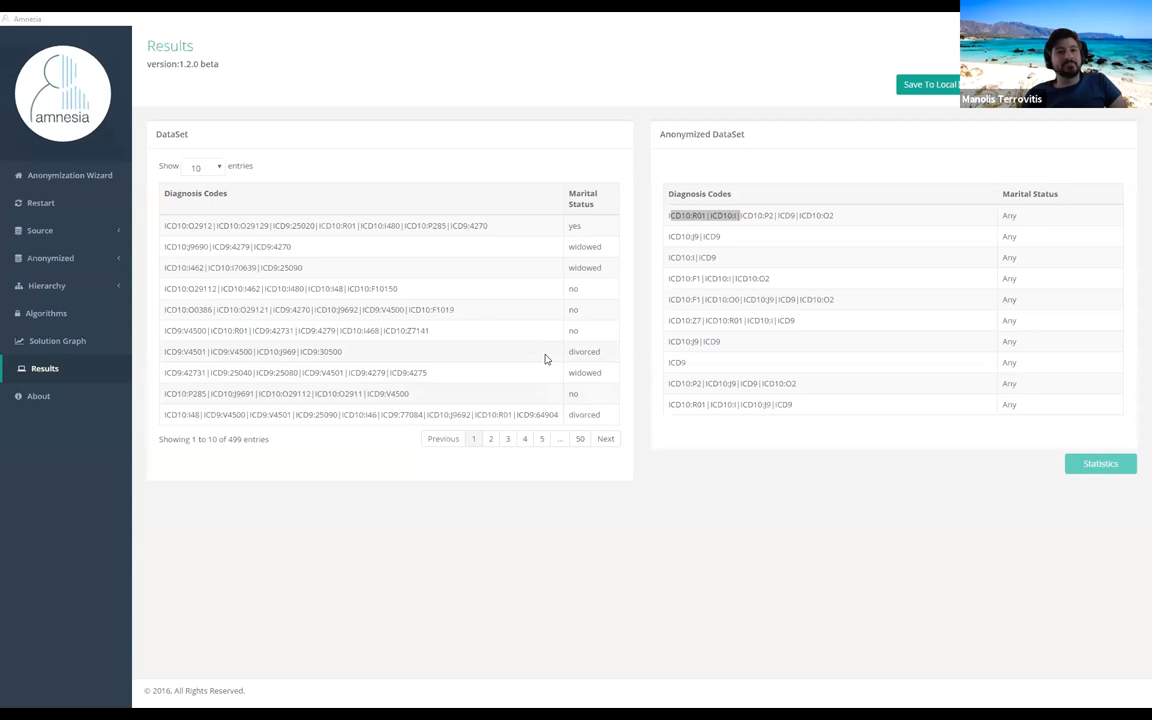 Amnesia
Results
version:1.2.0 beta
Save To Local
Manolis Terrovitis
amnesia
Anonymization Wizard
Restart
Source
Anonymized
Hierarchy
Algorithms
Solution Graph
Results
About
DataSet
Show 10 entries
Diagnosis Codes
Marital Status
ICD10:O2912|ICD10:O29129|ICD9:25020|ICD10:R01|ICD10:I480|ICD10:P285|ICD9:4270 yes
ICD10:J9690|ICD9:4279|ICD9:4270 widowed
ICD10:I462|ICD10:I70639|ICD9:25090 widowed
ICD10:O29112|ICD10:I462|ICD10:I480|ICD10:I48|ICD10:F10150 no
ICD10:O0386|ICD10:O29121|ICD9:4270|ICD10:J9692|ICD10:V4500|ICD10:F1019 no
ICD9:V4500|ICD10:R01|ICD9:42731|ICD9:4279|ICD10:I468|ICD10:Z7141 no
ICD9:V4501|ICD9:V4500|ICD10:J969|ICD9:30500 divorced
ICD9:42731|ICD9:25040|ICD9:25080|ICD9:V4501|ICD9:4279|ICD9:4275 widowed
ICD10:P285|ICD10:J9691|ICD10:O29112|ICD10:O2911|ICD9:V4500 no
ICD10:I48|ICD9:V4500|ICD9:V4501|ICD9:25090|ICD10:I46|ICD9:77084|ICD10:J9692|ICD10:R01|ICD9:64904 divorced
Showing 1 to 10 of 499 entries
Previous 1 2 3 4 5 ... 50 Next
Anonymized DataSet
Diagnosis Codes Marital Status
ICD10:R01|ICD10:I|ICD10:P2|ICD9|ICD10:O2 Any
ICD10:J9|ICD9 Any
ICD10:I|ICD9 Any
ICD10:F1|ICD10:I|ICD10:O2 Any
ICD10:F1|ICD10:O0|ICD10:J9|ICD9|ICD10:O2 Any
ICD10:Z7|ICD10:R01|ICD10:I|ICD9 Any
ICD10:J9|ICD9 Any
ICD9 Any
ICD10:P2|ICD10:J9|ICD9|ICD10:O2 Any
ICD10:R01|ICD10:I|ICD10:J9|ICD9 Any
Statistics
© 2016, All Rights Reserved.